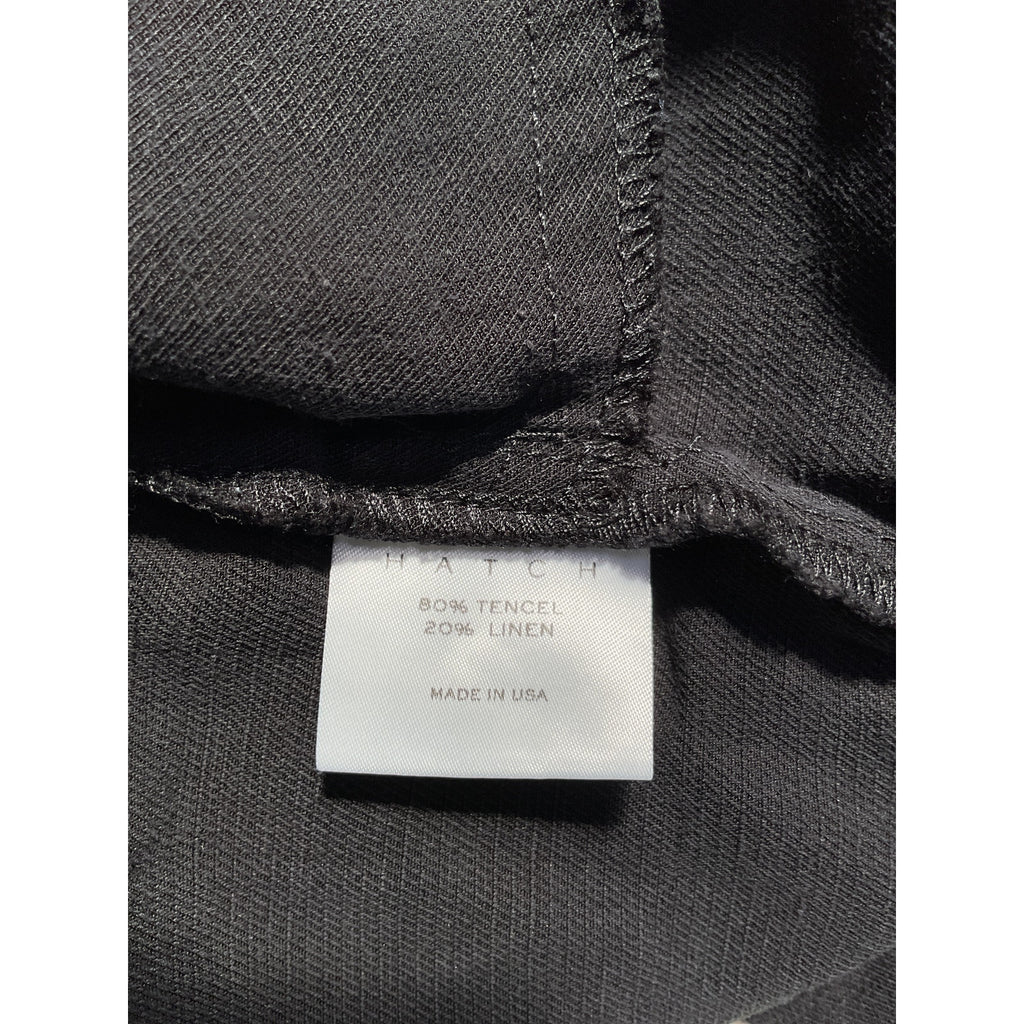 HATCH
80% TENCEL
20% LINEN
MADE IN USA